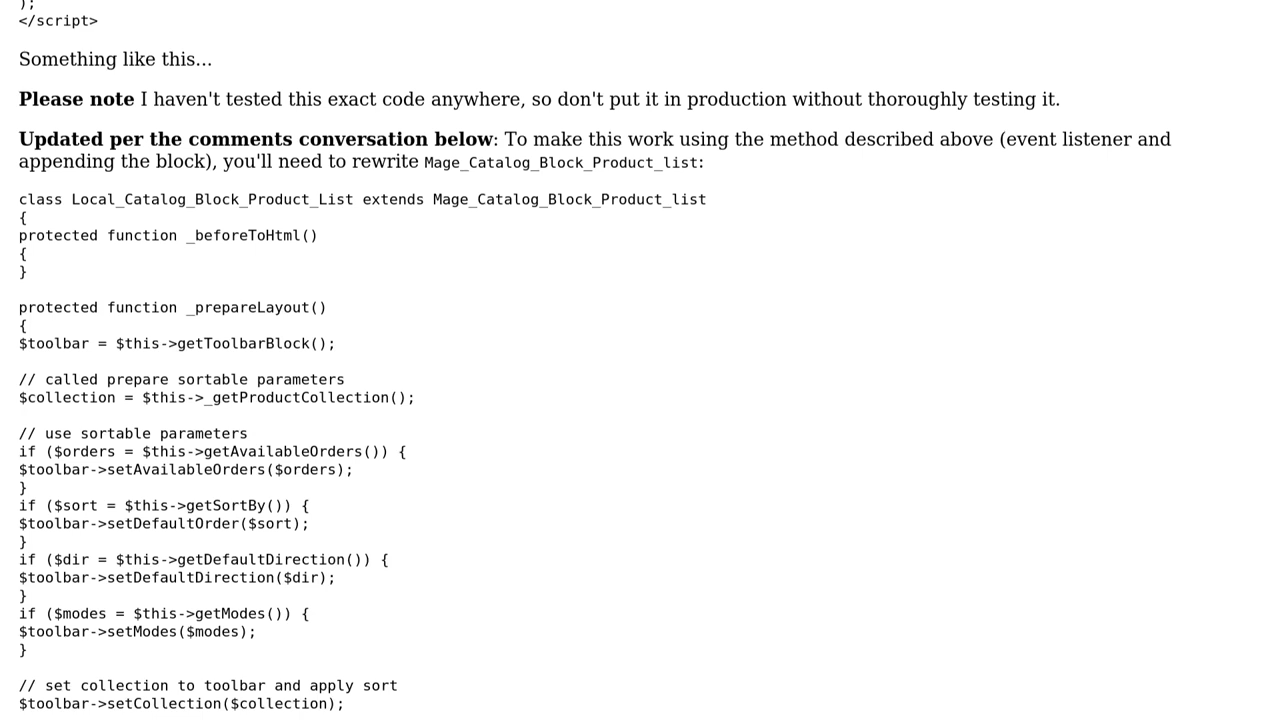 );
</script>
Something like this...
Please note I haven't tested this exact code anywhere, so don't put it in production without thoroughly testing it.
Updated per the comments conversation below: To make this work using the method described above (event listener and
appending the block), you'll need to rewrite Mage_Catalog_Block_Product_list:
class Local_Catalog_Block_Product_List extends Mage_Catalog_Block_Product_list
{
protected function _beforeToHtml()
{
}
protected function _prepareLayout()
{
$toolbar = $this->getToolbarBlock();
// called prepare sortable parameters
$collection = $this->_getProductCollection();
// use sortable parameters
if ($orders = $this->getAvailableOrders()) {
$toolbar->setAvailableOrders($orders);
}
if ($sort = $this->getSortBy()) {
$toolbar->setDefaultOrder($sort);
}
if ($dir = $this->getDefaultDirection()) {
$toolbar->setDefaultDirection($dir);
}
if ($modes = $this->getModes()) {
$toolbar->setModes($modes);
}
// set collection to toolbar and apply sort
$toolbar->setCollection($collection);